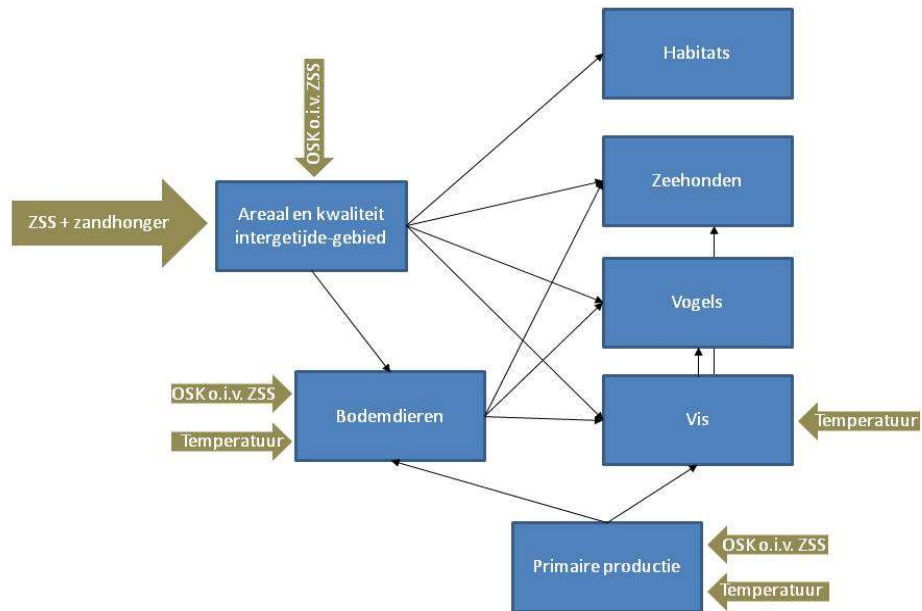 Habitats
OSK o.i.v. ZSS
Zeehonden
ZSS + zandhonger
Areaal en kwaliteit
intergetijde-gebied
Vogels
OSK o.i.v. ZSS
Temperatuur
Bodemdieren
Vis
Temperatuur
Primaire productie
OSK o.i.v. ZSS
Temperatuur